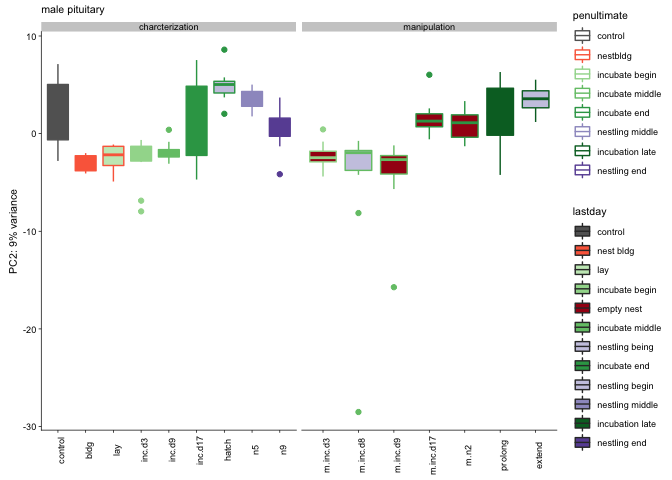 male pituitary
charcterization
manipulation
PC2: 9% variance
10
0
-10
-20
-30
control
bldg
lay
inc.d3
inc.d9
inc.d17
hatch
n5
n9
m.inc.d3
m.inc.d8
m.inc.d9
m.inc.d17
m.n2
prolong
extend
penultimate
control
nestbldg
incubate begin
incubate middle
incubate end
nestling middle
incubation late
nestling end
lastday
control
nest bldg
lay
incubate begin
empty nest
incubate middle
nestling being
incubate end
nestling begin
nestling middle
incubation late
nestling end